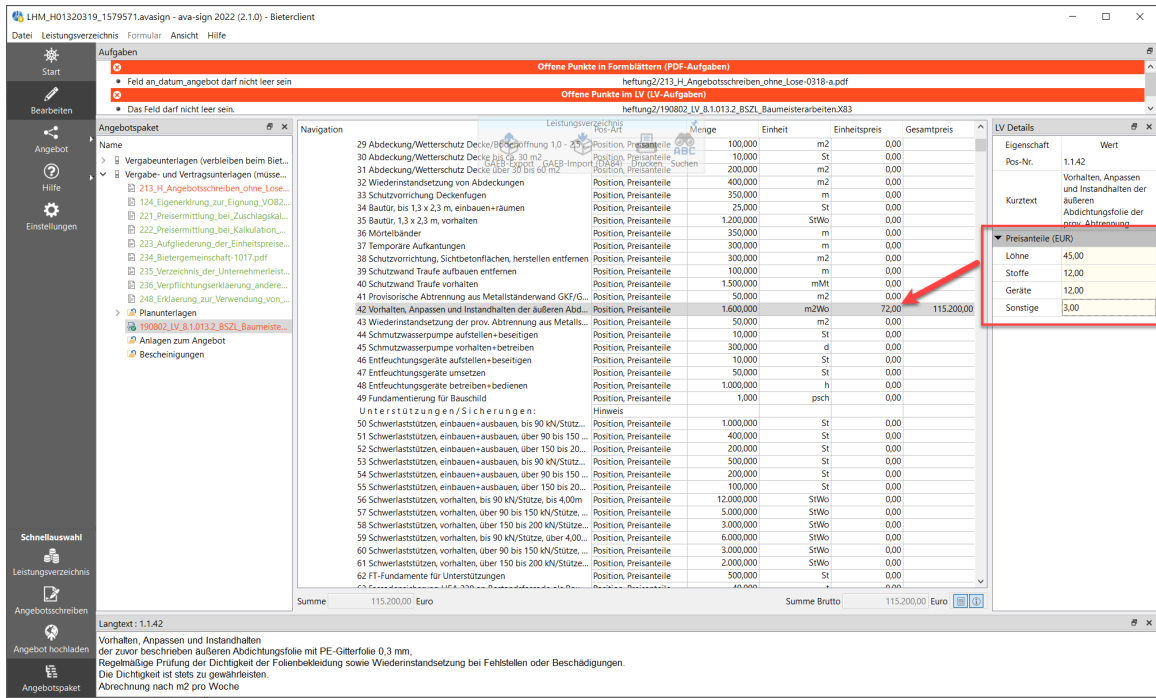 LHM_H01320319_1579571.avasign - ava-sign 2022 (2.1.0) - Bieterclient
Datei Leistungsverzeichnis Formular Ansicht Hilfe
Start
Bearbeiten
Angebot
Hilfe
Einstellungen
Schnellauswahl
Leistungsverzeichnis
Angebotsschreiben
Angebot hochladen
Angebotspaket
Aufgaben
Offene Punkte in Formblättern (PDF-Aufgaben)
Feld an_datum_angebot darf nicht leer sein heftung2/213_H_Angebotsschreiben_ohne_Lose-0318-a.pdf
Offene Punkte im LV (LV-Aufgaben)
Das Feld darf nicht leer sein. heftung2/190802_LV_8.1.013.2_BSZL_Baumeisterarbeiten.X83
Angebotspaket
Name
Vergabeunterlagen (verbleiben beim Biet...
Vergabe- und Vertragsunterlagen (müsse...
213_H_Angebotsschreiben_ohne_Lose...
124_Eigenerklrung_zur_Eignung_VOB2...
221_Preisermittlung_bei_Zuschlagskal...
222_Preisermittlung_bei_Kalkulation_...
223_Aufgliederung_der_Einheitspreise...
234_Bietergemeinschaft-1017.pdf
235_Verzeichnis_der_Unternehmerleist...
236_Verpflichtungserklaerung_andere...
248_Erklaerung_zur_Verwendung_von_...
Planunterlagen
190802_LV_8.1.013.2_BSZL_Baumeiste...
Anlagen zum Angebot
Bescheinigungen
Leistungsverzeichnis
GAEB-Export GAEB-Import (DA84) Drucken Suchen
ABC
Navigation Pos-Art Menge Einheit Einheitspreis Gesamtpreis
29 Abdeckung/Wetterschutz Decke/Bodenöffnung 1,0 - 2,5... Position, Preisanteile 100,000 m2 0,00
30 Abdeckung/Wetterschutz Decke bis ca. 30 m2 Position, Preisanteile 10,000 St 0,00
31 Abdeckung/Wetterschutz Decke über 30 bis 60 m2 Position, Preisanteile 200,000 m2 0,00
32 Wiederinstandsetzung von Abdeckungen Position, Preisanteile 400,000 m2 0,00
33 Schutzvorrichung Deckenfugen Position, Preisanteile 350,000 m 0,00
34 Bautür, bis 1,3 x 2,3 m, einbauen+räumen Position, Preisanteile 25,000 St 0,00
35 Bautür, 1,3 x 2,3 m, vorhalten Position, Preisanteile 1.200,000 StWo 0,00
36 Mörtelbänder Position, Preisanteile 350,000 m 0,00
37 Temporäre Aufkantungen Position, Preisanteile 300,000 m 0,00
38 Schutzvorrichtung, Sichtbetonflächen, herstellen entfernen Position, Preisanteile 300,000 m2 0,00
39 Schutzwand Traufe aufbauen entfernen Position, Preisanteile 100,000 m 0,00
40 Schutzwand Traufe vorhalten Position, Preisanteile 1.500,000 mMt 0,00
41 Provisorische Abtrennung aus Metallständerwand GKF/G... Position, Preisanteile 50,000 m2 0,00
42 Vorhalten, Anpassen und Instandhalten der äußeren Abd... Position, Preisanteile 1.600,000 m2Wo 72,00 115.200,00
43 Wiederinstandsetzung der prov. Abtrennung aus Metalls... Position, Preisanteile 50,000 m2 0,00
44 Schmutzwasserpumpe aufstellen+beseitigen Position, Preisanteile 10,000 St 0,00
45 Schmutzwasserpumpe vorhalten+betreiben Position, Preisanteile 300,000 d 0,00
46 Entfeuchtungsgeräte aufstellen+beseitigen Position, Preisanteile 10,000 St 0,00
47 Entfeuchtungsgeräte umsetzen Position, Preisanteile 50,000 St 0,00
48 Entfeuchtungsgeräte betreiben+bedienen Position, Preisanteile 1.000,000 h 0,00
49 Fundamentierung für Bauschild Position, Preisanteile 1,000 psch 0,00
Unterstützungen/Sicherungen: Hinweis
50 Schwerlaststützen, einbauen+ausbauen, bis 90 kN/Stütz... Position, Preisanteile 1.000,000 St 0,00
51 Schwerlaststützen, einbauen+ausbauen, über 90 bis 150 ... Position, Preisanteile 400,000 St 0,00
52 Schwerlaststützen, einbauen+ausbauen, über 150 bis 20... Position, Preisanteile 200,000 St 0,00
53 Schwerlaststützen, einbauen+ausbauen, bis 90 kN/Stütz... Position, Preisanteile 500,000 St 0,00
54 Schwerlaststützen, einbauen+ausbauen, über 90 bis 150 ... Position, Preisanteile 200,000 St 0,00
55 Schwerlaststützen, einbauen+ausbauen, über 150 bis 20... Position, Preisanteile 100,000 St 0,00
56 Schwerlaststützen, vorhalten, bis 90 kN/Stütze, bis 4,00m Position, Preisanteile 12.000,000 StWo 0,00
57 Schwerlaststützen, vorhalten, über 90 bis 150 kN/Stütze, ... Position, Preisanteile 5.000,000 StWo 0,00
58 Schwerlaststützen, vorhalten, über 150 bis 200 kN/Stütze... Position, Preisanteile 3.000,000 StWo 0,00
59 Schwerlaststützen, vorhalten, bis 90 kN/Stütze, über 4,00... Position, Preisanteile 6.000,000 StWo 0,00
60 Schwerlaststützen, vorhalten, über 90 bis 150 kN/Stütze, ... Position, Preisanteile 3.000,000 StWo 0,00
61 Schwerlaststützen, vorhalten, über 150 bis 200 kN/Stütze... Position, Preisanteile 2.000,000 StWo 0,00
62 FT-Fundamente für Unterstützungen Position, Preisanteile 500,000 St 0,00
Summe 115.200,00 Euro Summe Brutto 115.200,00 Euro
LV Details
Eigenschaft Wert
Pos-Nr. 1.1.42
Kurztext Vorhalten, Anpassen
und Instandhalten der
äußeren
Abdichtungsfolie der
prov. Abtrennung
Preisanteile (EUR)
Löhne 45,00
Stoffe 12,00
Geräte 12,00
Sonstige 3,00
Langtext : 1.1.42
Vorhalten, Anpassen und Instandhalten
der zuvor beschrieben äußeren Abdichtungsfolie mit PE-Gitterfolie 0,3 mm,
Regelmäßige Prüfung der Dichtigkeit der Folienbekleidung sowie Wiederinstandsetzung bei Fehlstellen oder Beschädigungen.
Die Dichtigkeit ist stets zu gewährleisten.
Abrechnung nach m2 pro Woche